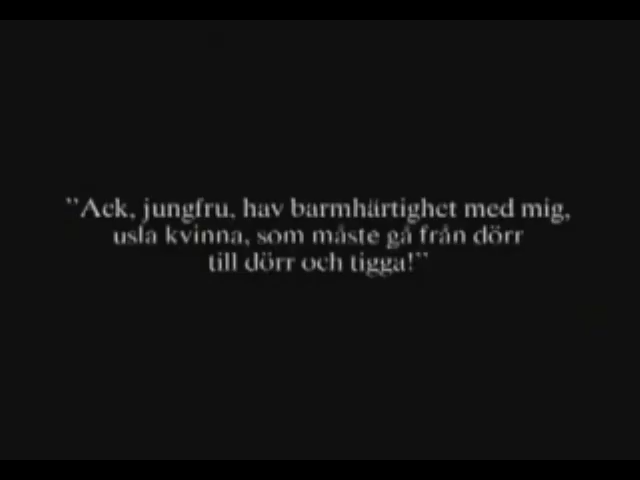 ”Ack, jungfru, hav barmhärtighet med mig,
usla kvinna, som måste gå från dörr
till dörr och tigga!”